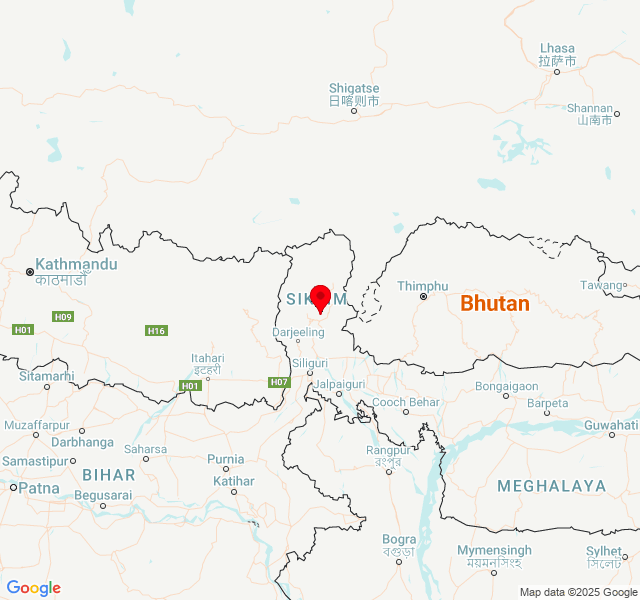 Lhasa
拉萨市
Shigatse
日喀则市
Shannan
山南市
Kathmandu
काठमाडौँ
SIK M
Thimphu
Bhutan
Tawang
H09
H01
H16
Darjeeling
Itahari
इटहरी
Siliguri
Sitamarhi
H01
H07
Jalpaiguri
Bongaigaon
Cooch Behar
Barpeta
Muzaffarpur
Darbhanga
Guwahati
Saharsa
Rangpur
রংপুর
Samastipur
Purnia
BIHAR
Katihar
Patna
MEGHALAYA
Begusarai
Bogra
বগুড়া
Mymensingh
ময়মনসিংহ
Sylhet
সিলেট
Google
Map data ©2025 Google